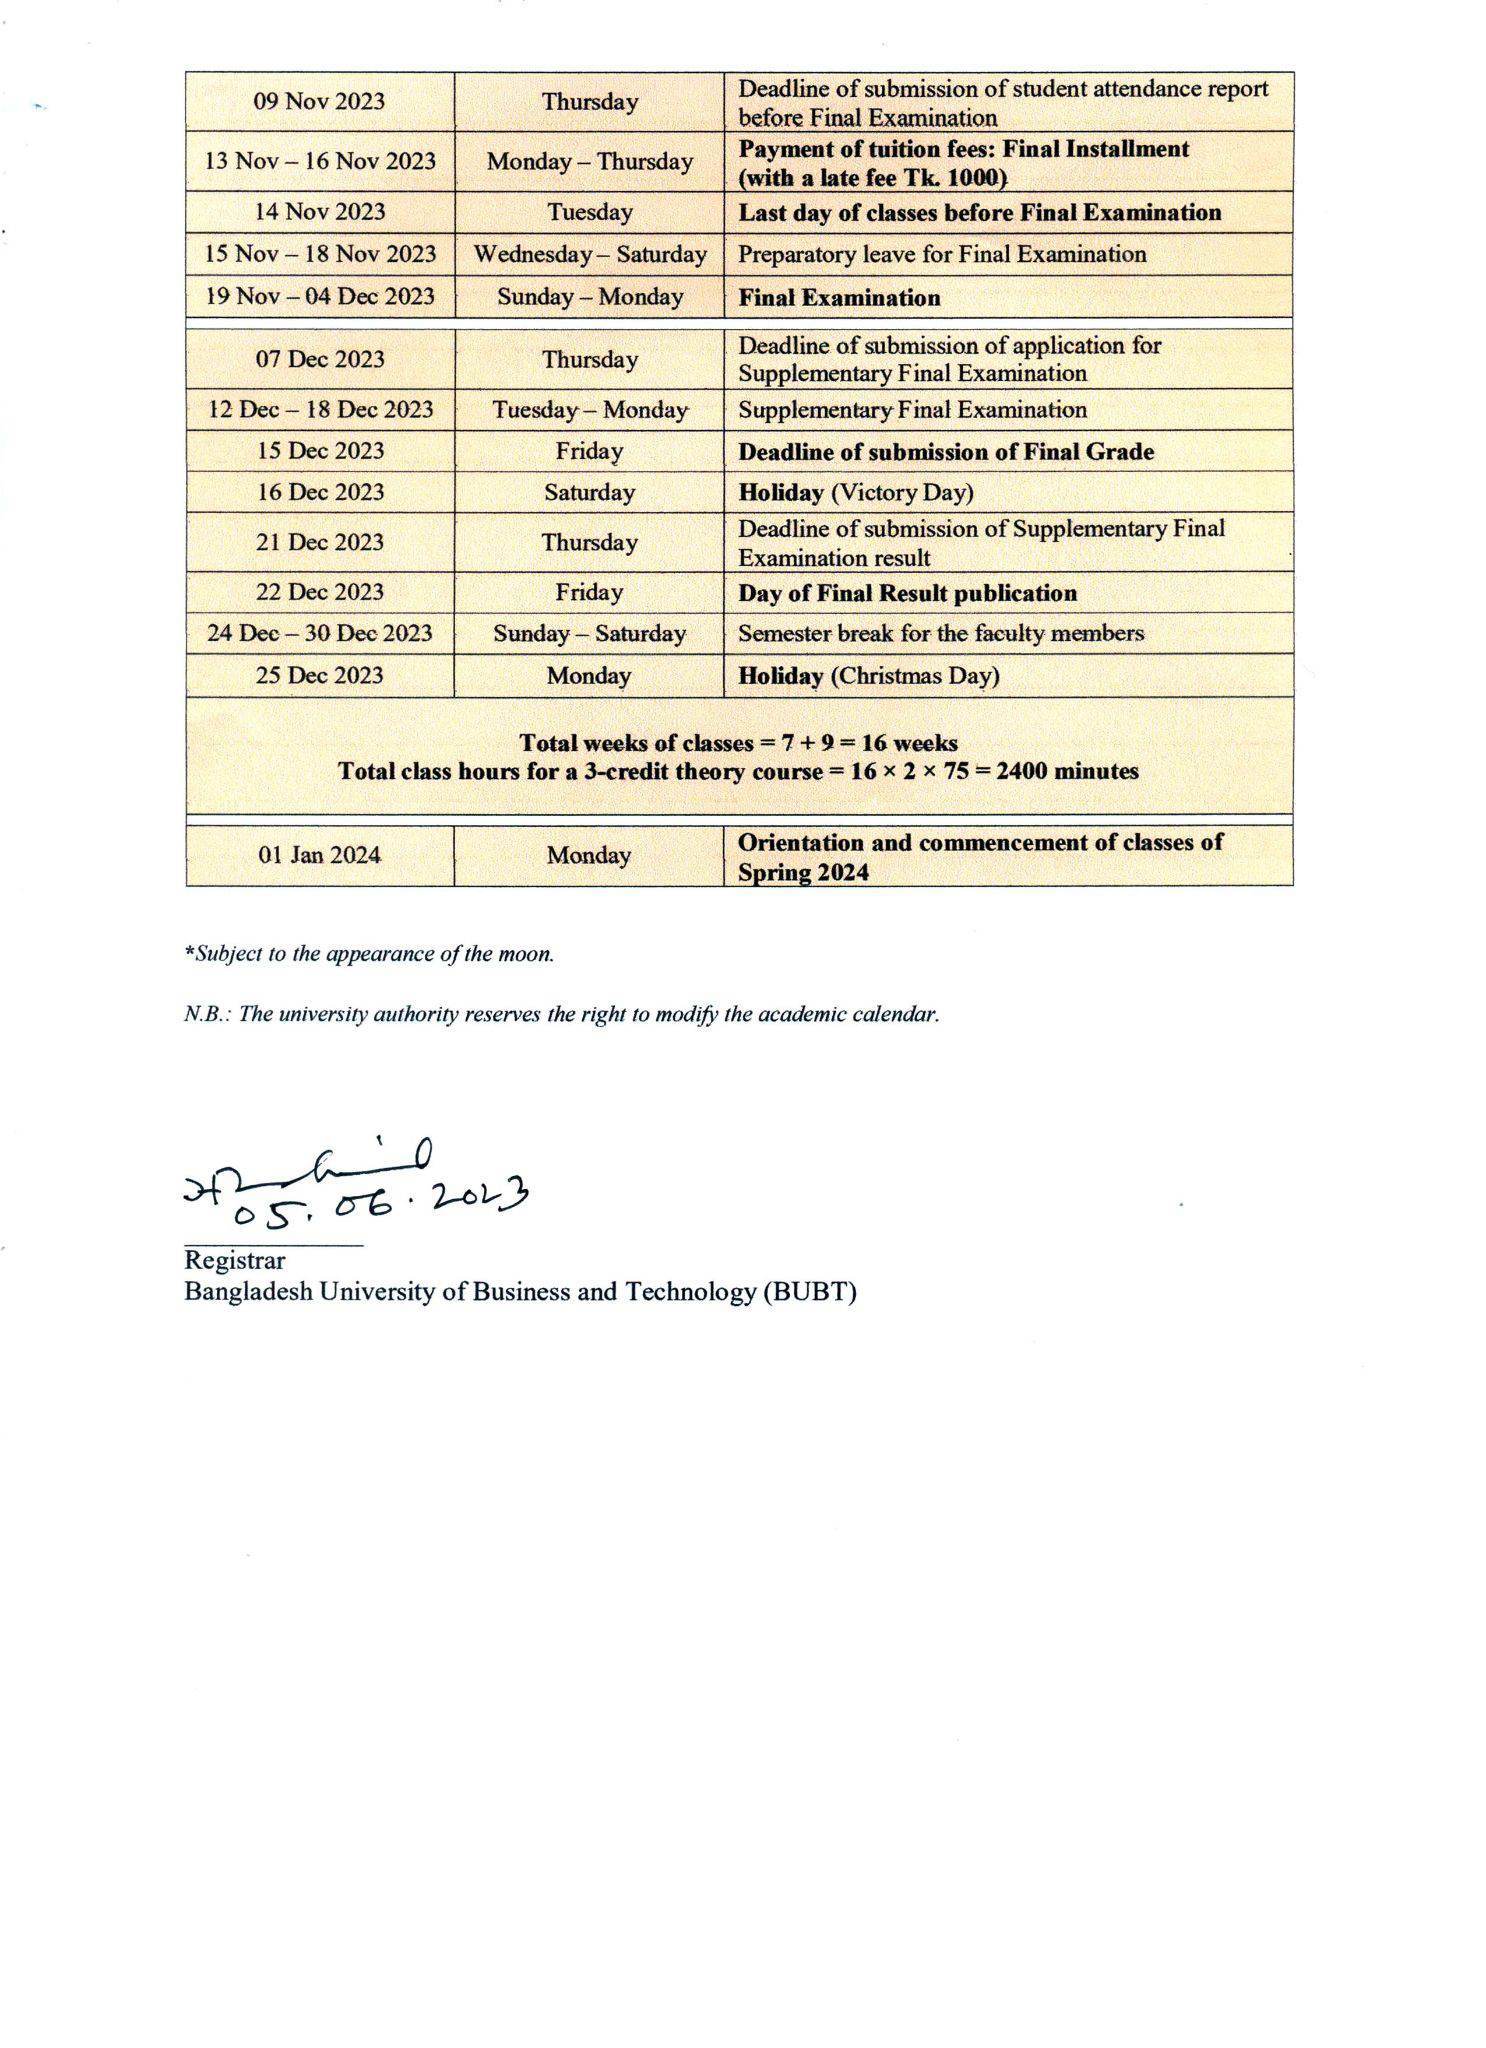 09 Nov 2023 Thursday Deadline of submission of student attendance report
before Final Examination
13 Nov – 16 Nov 2023 Monday – Thursday Payment of tuition fees: Final Installment
(with a late fee Tk. 1000)
14 Nov 2023 Tuesday Last day of classes before Final Examination
15 Nov – 18 Nov 2023 Wednesday – Saturday Preparatory leave for Final Examination
19 Nov – 04 Dec 2023 Sunday – Monday Final Examination
07 Dec 2023 Thursday Deadline of submission of application for
Supplementary Final Examination
12 Dec – 18 Dec 2023 Tuesday – Monday Supplementary Final Examination
15 Dec 2023 Friday Deadline of submission of Final Grade
16 Dec 2023 Saturday Holiday (Victory Day)
21 Dec 2023 Thursday Deadline of submission of Supplementary Final
Examination result
22 Dec 2023 Friday Day of Final Result publication
24 Dec – 30 Dec 2023 Sunday – Saturday Semester break for the faculty members
25 Dec 2023 Monday Holiday (Christmas Day)
Total weeks of classes = 7 + 9 = 16 weeks
Total class hours for a 3-credit theory course = 16 × 2 × 75 = 2400 minutes
01 Jan 2024 Monday Orientation and commencement of classes of
Spring 2024
*Subject to the appearance of the moon.
N.B.: The university authority reserves the right to modify the academic calendar.
05.06.2023
Registrar
Bangladesh University of Business and Technology (BUBT)